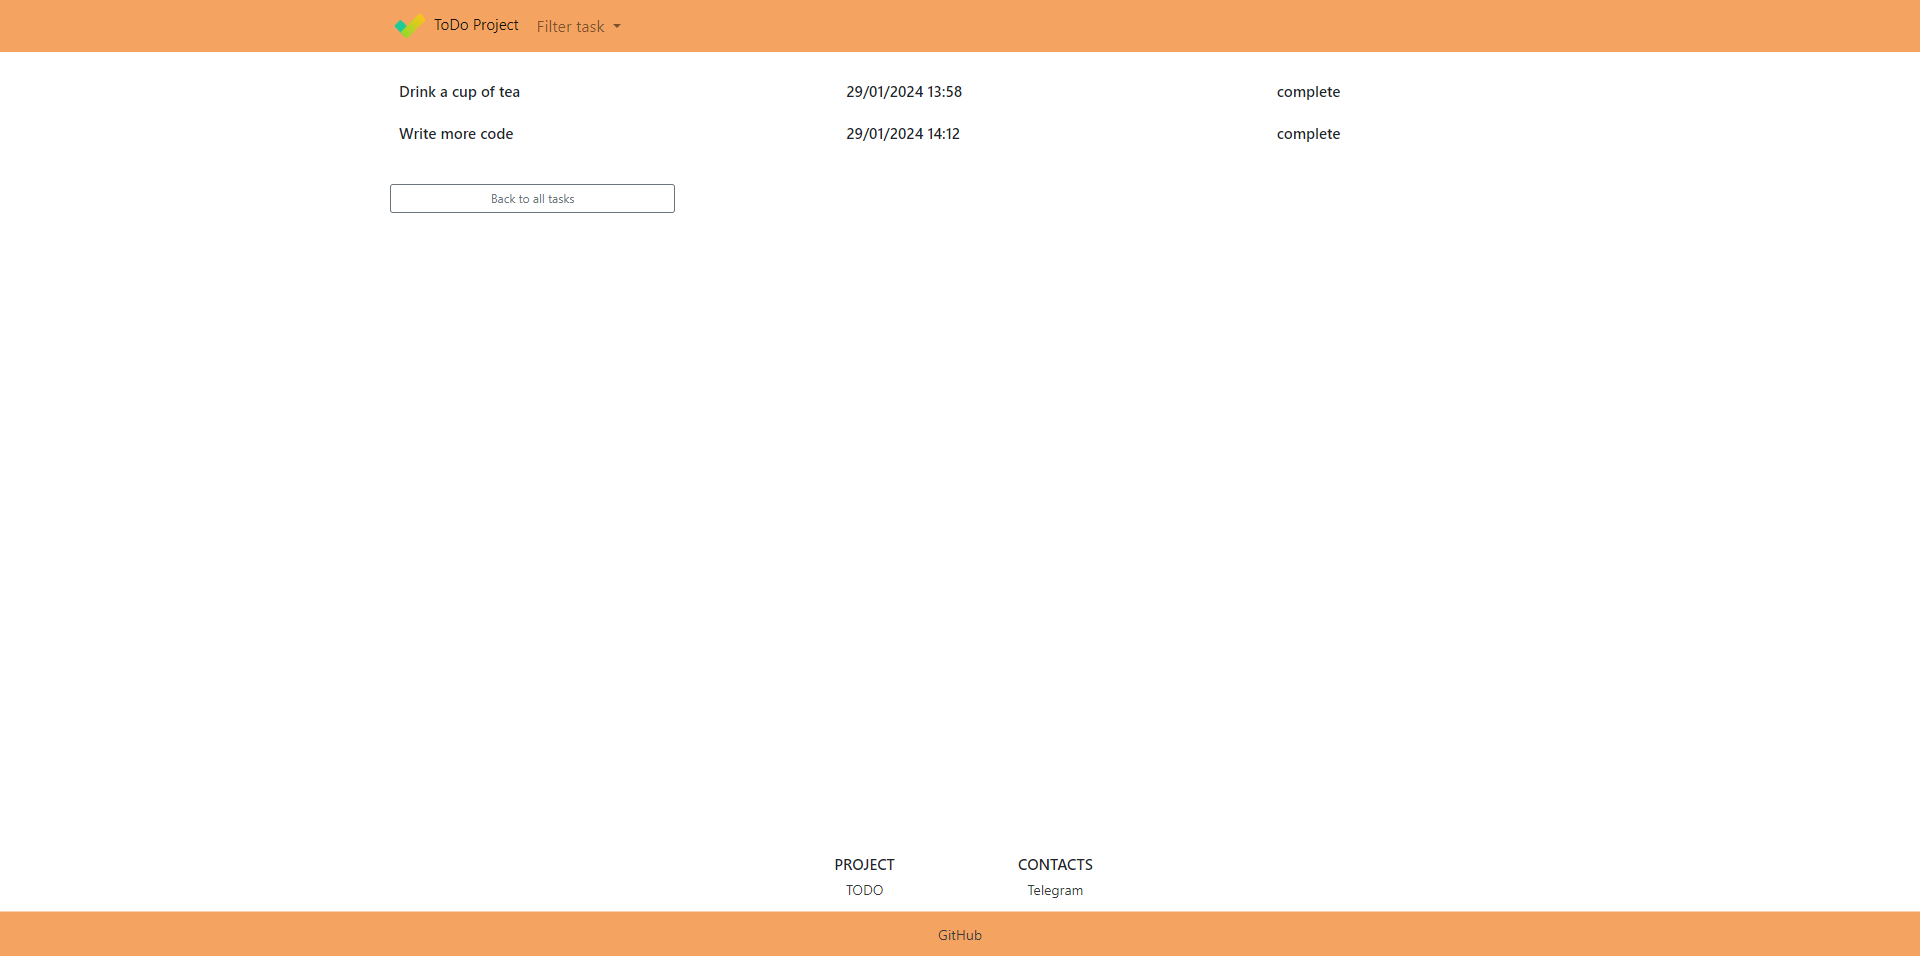 ToDo Project Filter task
Drink a cup of tea 29/01/2024 13:58 complete
Write more code 29/01/2024 14:12 complete
Back to all tasks
PROJECT CONTACTS
TODO Telegram
GitHub